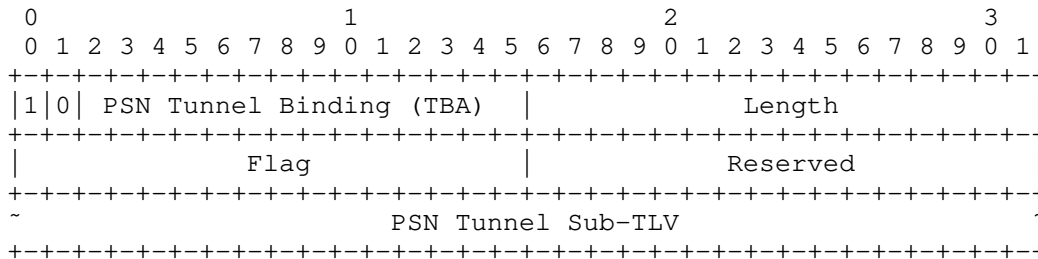 0                   1                   2                   3
 0 1 2 3 4 5 6 7 8 9 0 1 2 3 4 5 6 7 8 9 0 1 2 3 4 5 6 7 8 9 0 1
+-+-+-+-+-+-+-+-+-+-+-+-+-+-+-+-+-+-+-+-+-+-+-+-+-+-+-+-+-+-+-+-
|1|0| PSN Tunnel Binding (TBA)  |             Length            |
+-+-+-+-+-+-+-+-+-+-+-+-+-+-+-+-+-+-+-+-+-+-+-+-+-+-+-+-+-+-+-+-
|              Flag             |            Reserved           |
+-+-+-+-+-+-+-+-+-+-+-+-+-+-+-+-+-+-+-+-+-+-+-+-+-+-+-+-+-+-+-+-
~                       PSN Tunnel Sub-TLV                      ~
+-+-+-+-+-+-+-+-+-+-+-+-+-+-+-+-+-+-+-+-+-+-+-+-+-+-+-+-+-+-+-+-